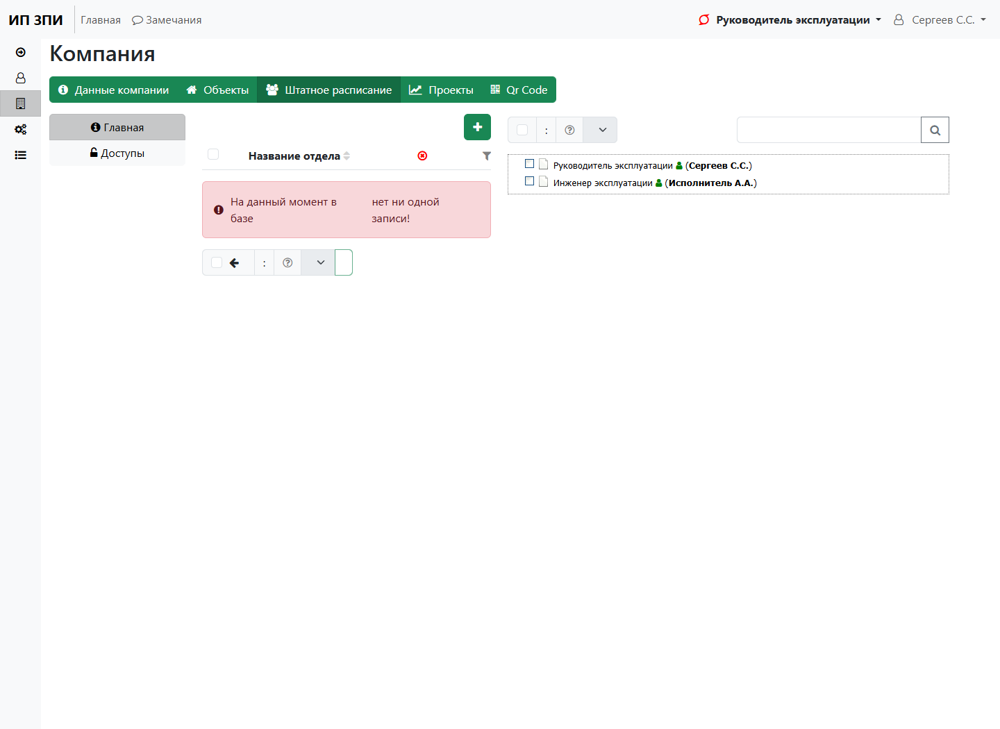 ИП ЗПИ
Главная
Замечания
Руководитель эксплуатации
Сергеев С.С.
Компания
Данные компании
Объекты
Штатное расписание
Проекты
Qr Code
Главная
Доступы
Название отдела
На данный момент в
базе
нет ни одной
записи!
:
:
Руководитель эксплуатации (Сергеев С.С.)
Инженер эксплуатации (Исполнитель А.А.)